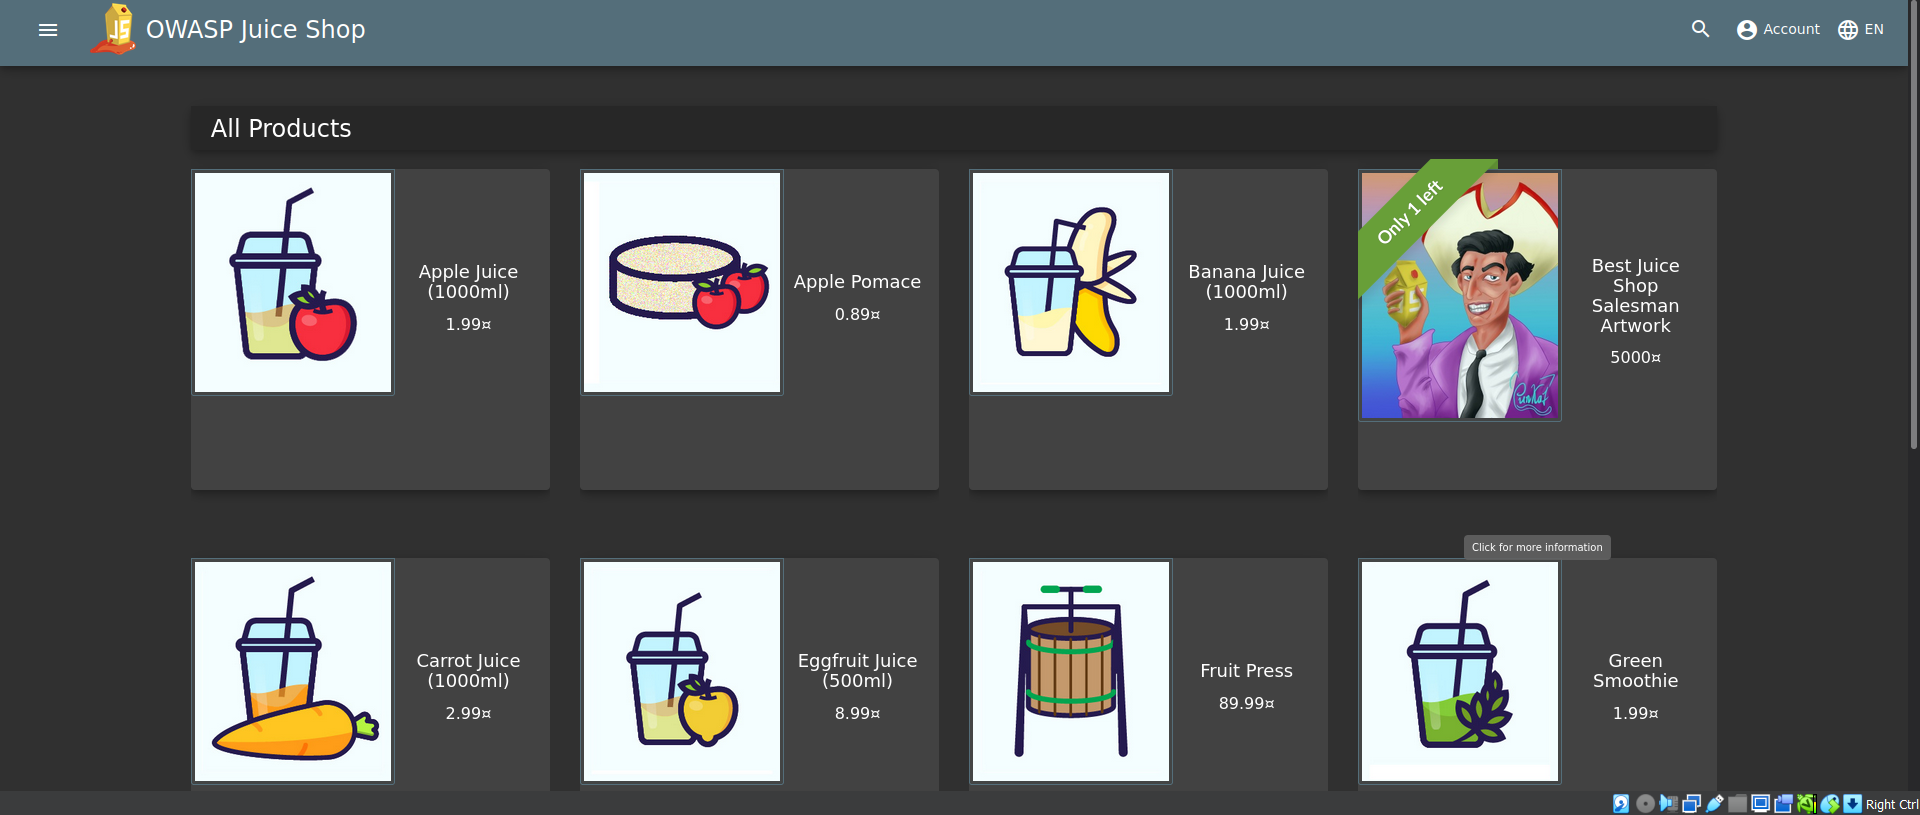 OWASP Juice Shop
Account
EN
All Products
Apple Juice
(1000ml)
1.99¤
Apple Pomace
0.89¤
Banana Juice
(1000ml)
1.99¤
Only 1 left
Best Juice
Shop
Salesman
Artwork
5000¤
Click for more information
Carrot Juice
(1000ml)
2.99¤
Eggfruit Juice
(500ml)
8.99¤
Fruit Press
89.99¤
Green
Smoothie
1.99¤
Right Ctrl